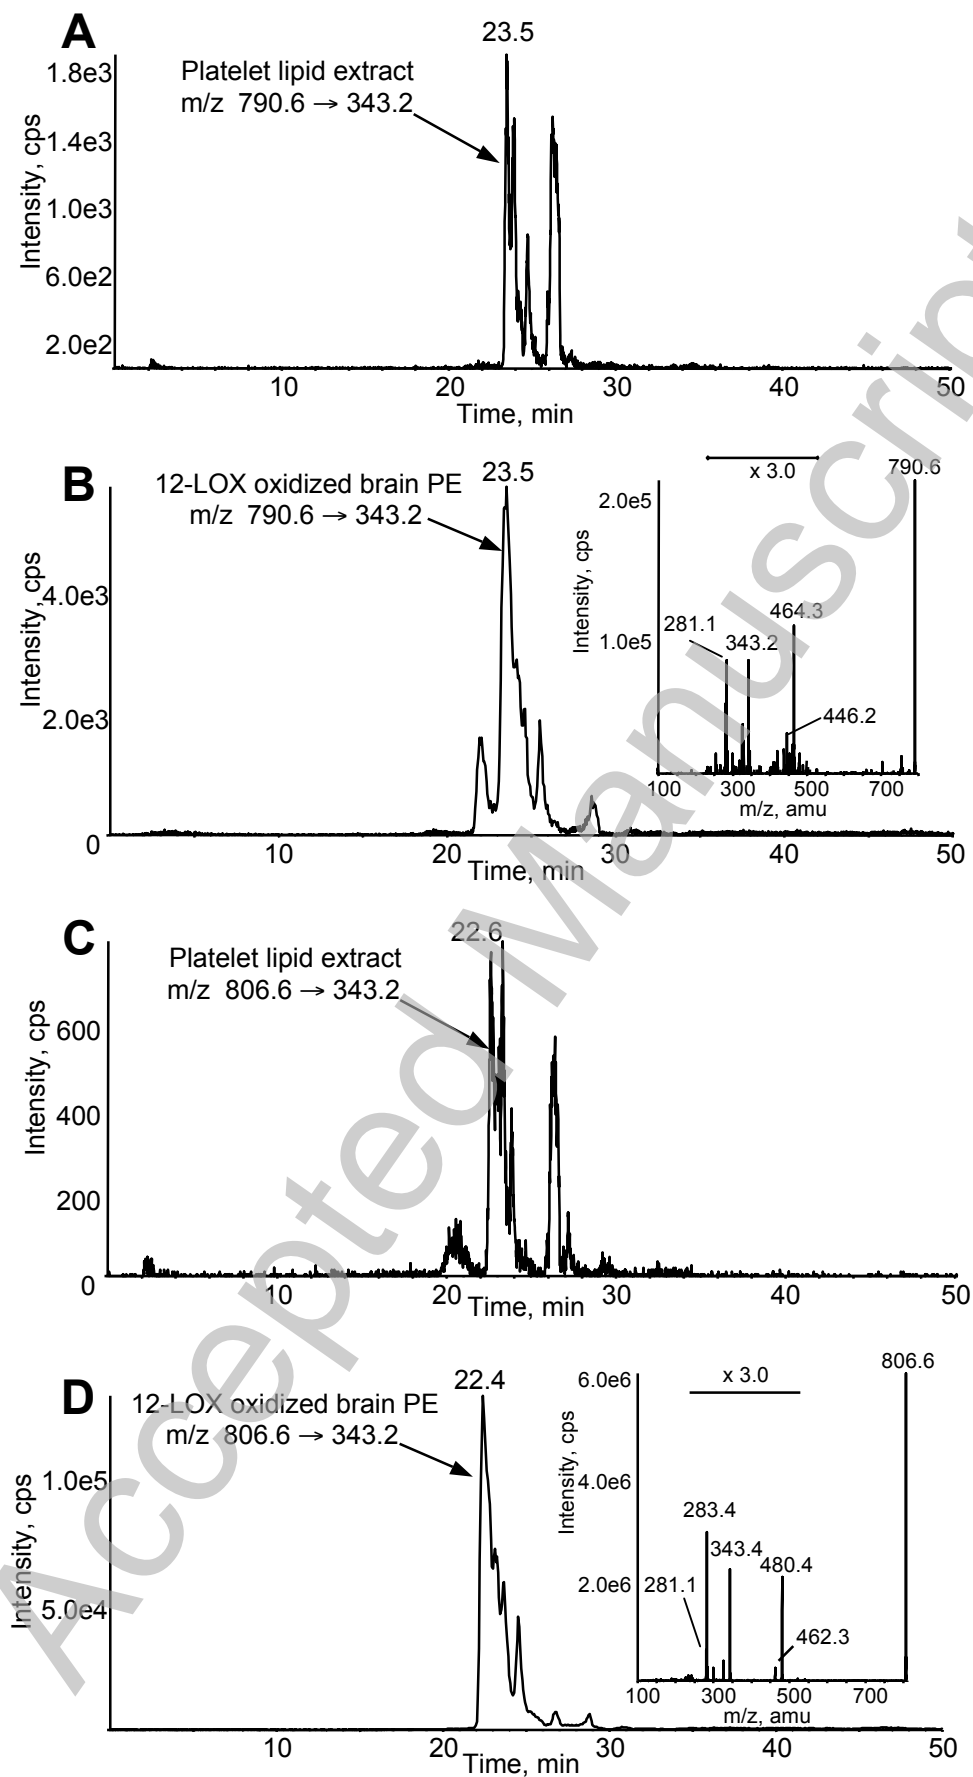 A
23.5
Platelet lipid extract
m/z 790.6 → 343.2
Intensity, cps
1.8e3
1.4e3
1.0e3
6.0e2
2.0e2
10 20 30 40 50
Time, min
B
23.5
12-LOX oxidized brain PE
m/z 790.6 → 343.2
Intensity, cps
4.0e3
2.0e3
0
10 20 30 40 50
Time, min
x 3.0
790.6
2.0e5
Intensity, cps
1.0e5
281.1
343.2
464.3
446.2
100 300 500 700
m/z, amu
C
22.6
Platelet lipid extract
m/z 806.6 → 343.2
Intensity, cps
600
400
200
0
10 20 30 40 50
Time, min
D
22.4
12-LOX oxidized brain PE
m/z 806.6 → 343.2
Intensity, cps
1.0e5
5.0e4
10 20 30 40 50
Time, min
x 3.0
806.6
6.0e6
Intensity, cps
4.0e6
2.0e6
283.4
343.4
480.4
281.1
462.3
100 300 500 700
m/z, amu
Accepted Manuscript